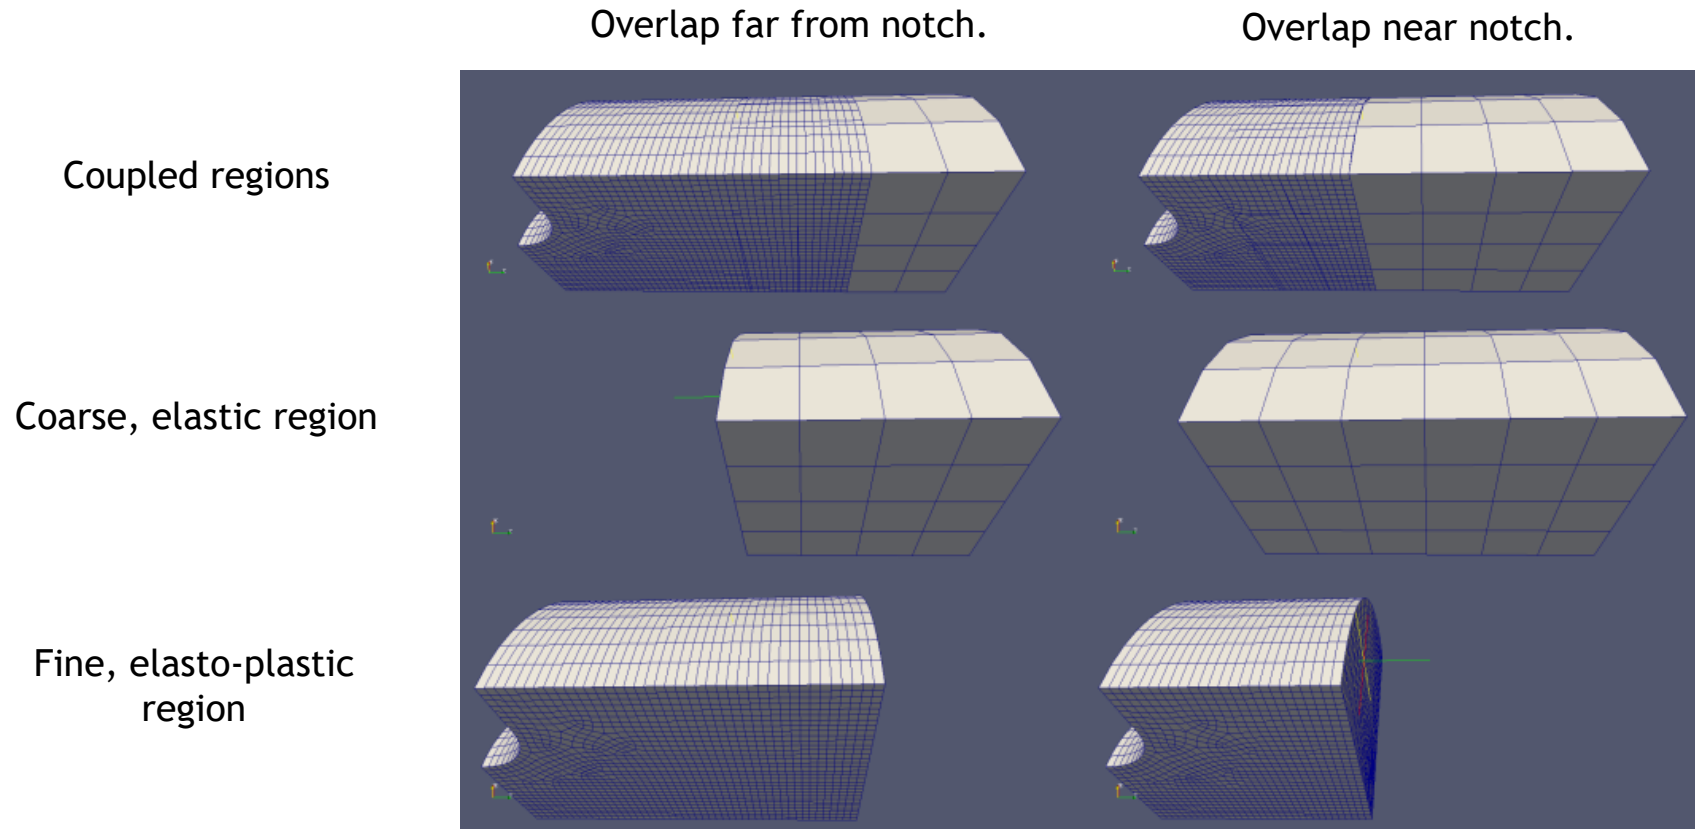 Overlap far from notch.
Overlap near notch.
Coupled regions
Coarse, elastic region
Fine, elasto-plastic
region